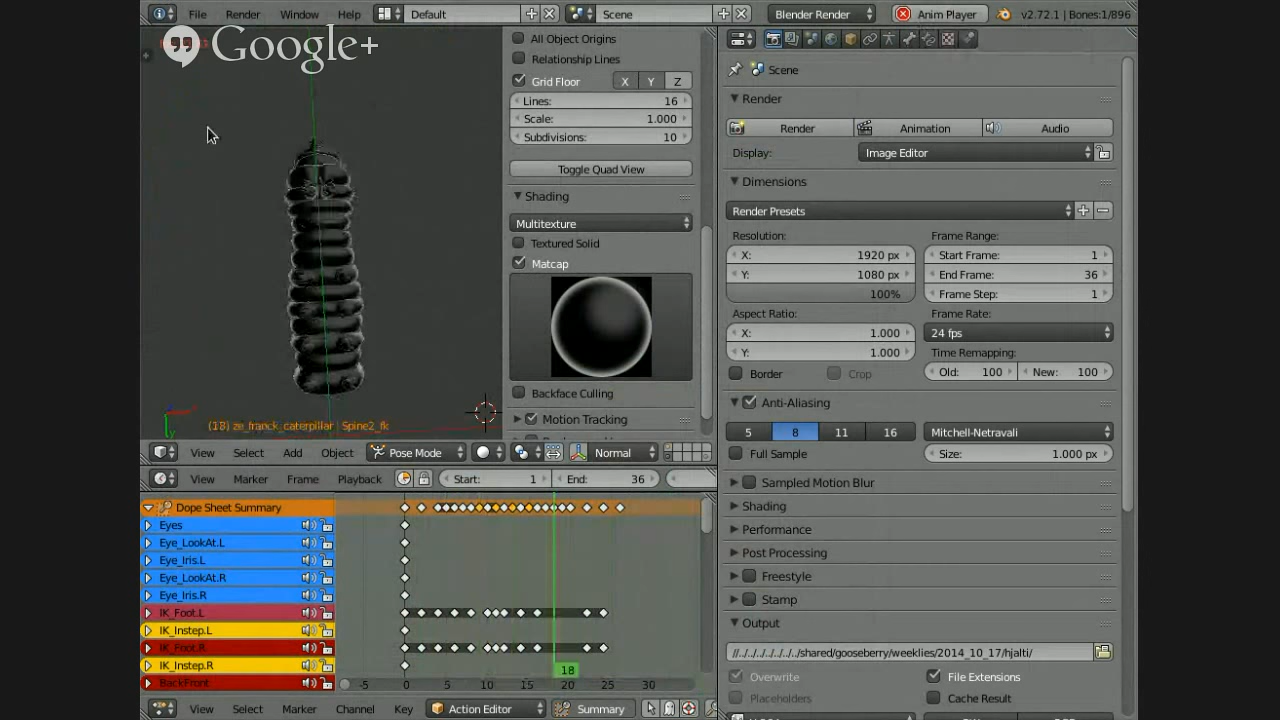 File Render Window Help Default Scene Blender Render Anim Player v2.72.1 | Bones:1/896
Google+
All Object Origins
Relationship Lines
Grid Floor X Y Z
Lines: 16
Scale: 1.000
Subdivisions: 10
Toggle Quad View
Shading
Multitexture
Textured Solid
Matcap
Backface Culling
Motion Tracking
(18) ze_franck_caterpillar : Spine2_fk
View Select Add Object Pose Mode Normal
View Marker Frame Playback Start: 1 End: 36
Dope Sheet Summary
Eyes
Eye_LookAt.L
Eye_Iris.L
Eye_LookAt.R
Eye_Iris.R
IK_Foot.L
IK_Instep.L
IK_Foot.R
IK_Instep.R
BackFront
-5 0 5 10 15 18 20 25 30
View Select Marker Channel Key Action Editor Summary
Scene
Render
Render Animation Audio
Display: Image Editor
Dimensions
Render Presets
Resolution: Frame Range:
X: 1920 px Start Frame: 1
Y: 1080 px End Frame: 36
100% Frame Step: 1
Aspect Ratio: Frame Rate:
X: 1.000 24 fps
Y: 1.000 Time Remapping:
Border Crop Old: 100 New: 100
Anti-Aliasing
5 8 11 16 Mitchell-Netravali
Full Sample Size: 1.000 px
Sampled Motion Blur
Shading
Performance
Post Processing
Freestyle
Stamp
Output
//../../../../../../shared/gooseberry/weeklies/2014_10_17/hjalti/
Overwrite File Extensions
Placeholders Cache Result